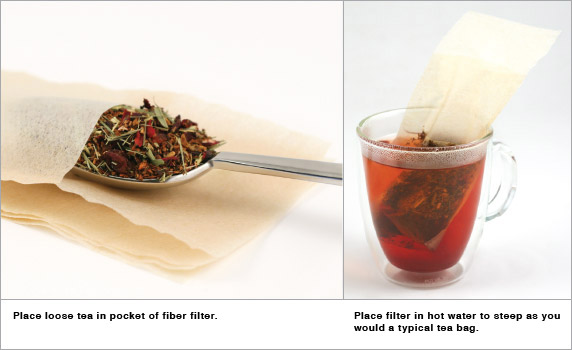 Place loose tea in pocket of fiber filter.
Place filter in hot water to steep as you
would a typical tea bag.